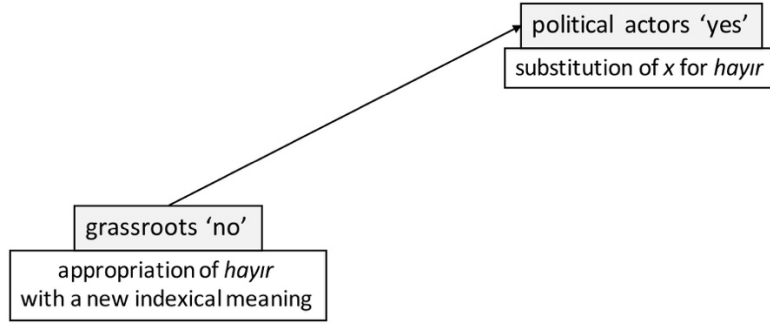 political actors ‘yes’
substitution of x for hayır
grassroots ‘no’
appropriation of hayır
with a new indexical meaning